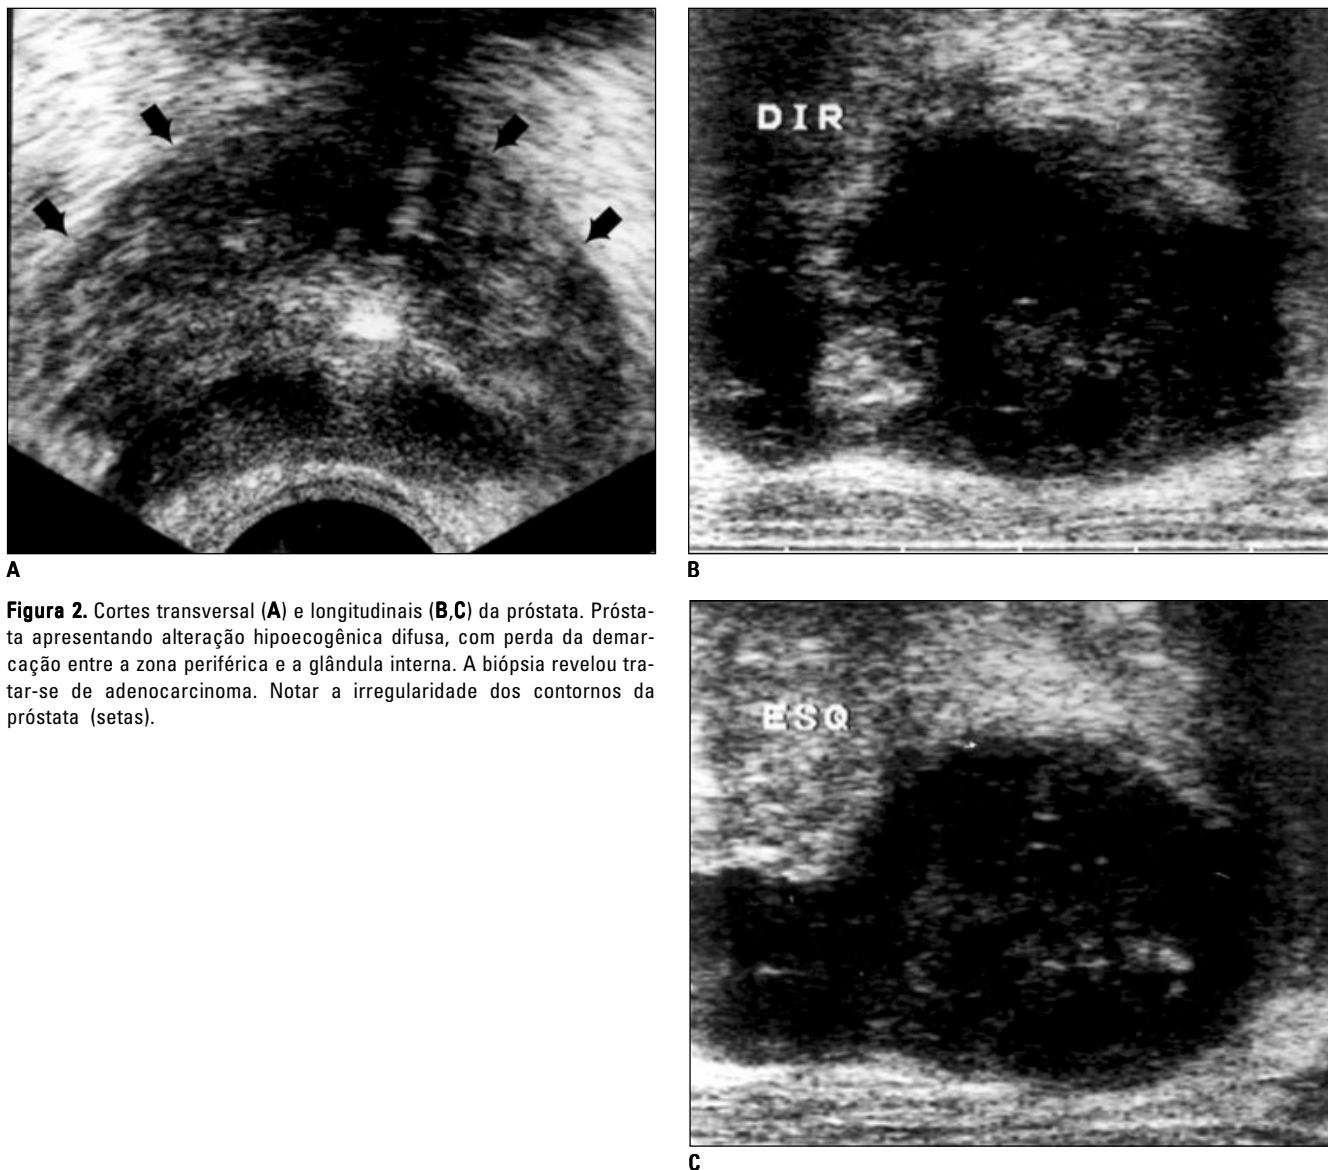 DIR
A
B
Figura 2. Cortes transversal (A) e longitudinais (B,C) da próstata. Prósta-
ta apresentando alteração hipoecogênica difusa, com perda da demar-
cação entre a zona periférica e a glândula interna. A biópsia revelou tra-
tar-se de adenocarcinoma. Notar a irregularidade dos contornos da
próstata (setas).
ESQ
C